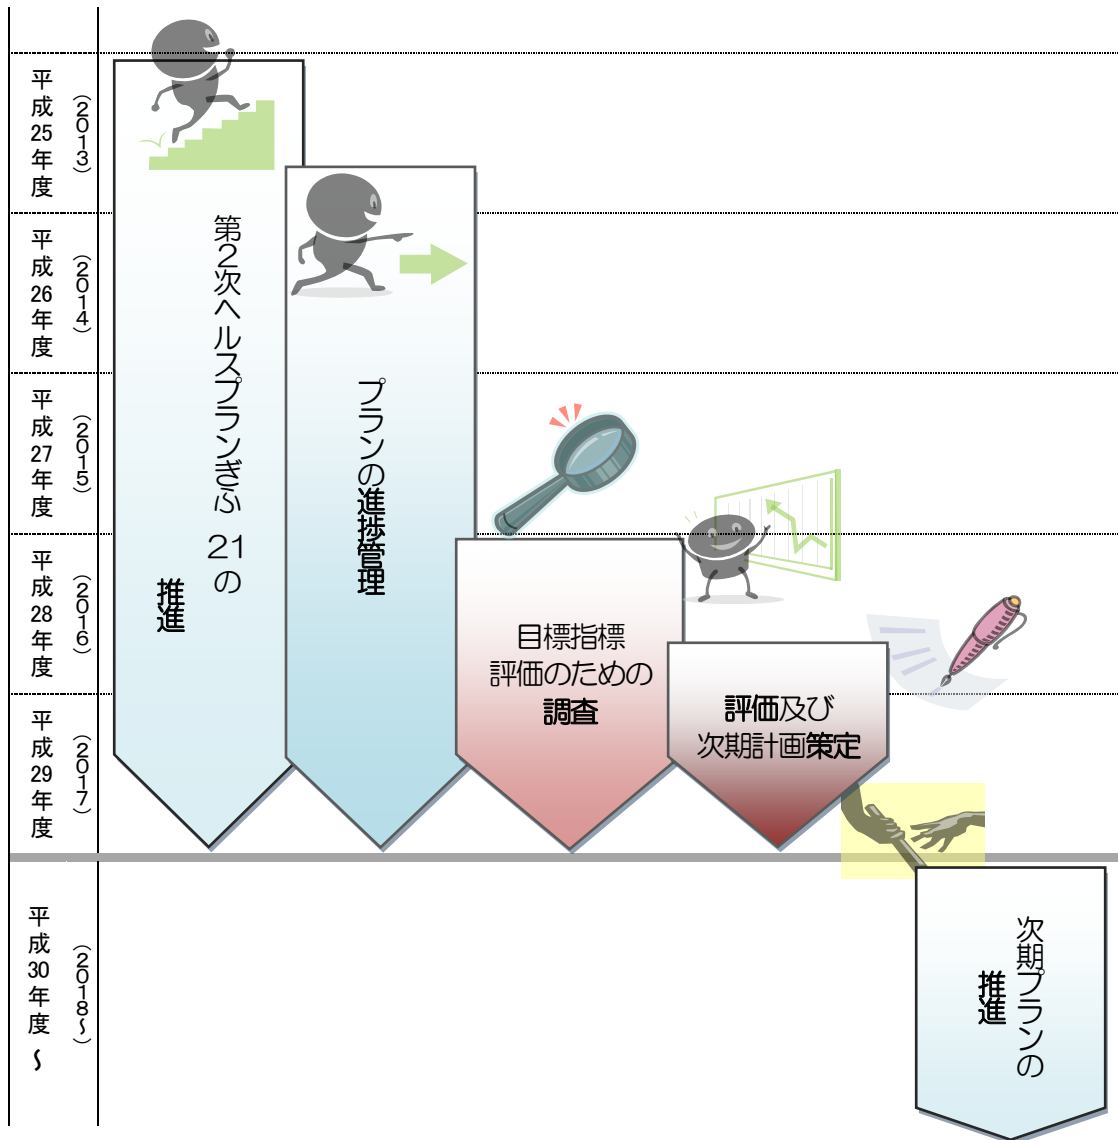 平成25年度
（2013）
平成26年度
（2014）
平成27年度
（2015）
平成28年度
（2016）
平成29年度
（2017）
平成30年度～
（2018～）
第2次ヘルスプランぎふ 21の
推進
プランの進捗管理
目標指標
評価のための
調査
評価及び
次期計画策定
次期プランの
推進